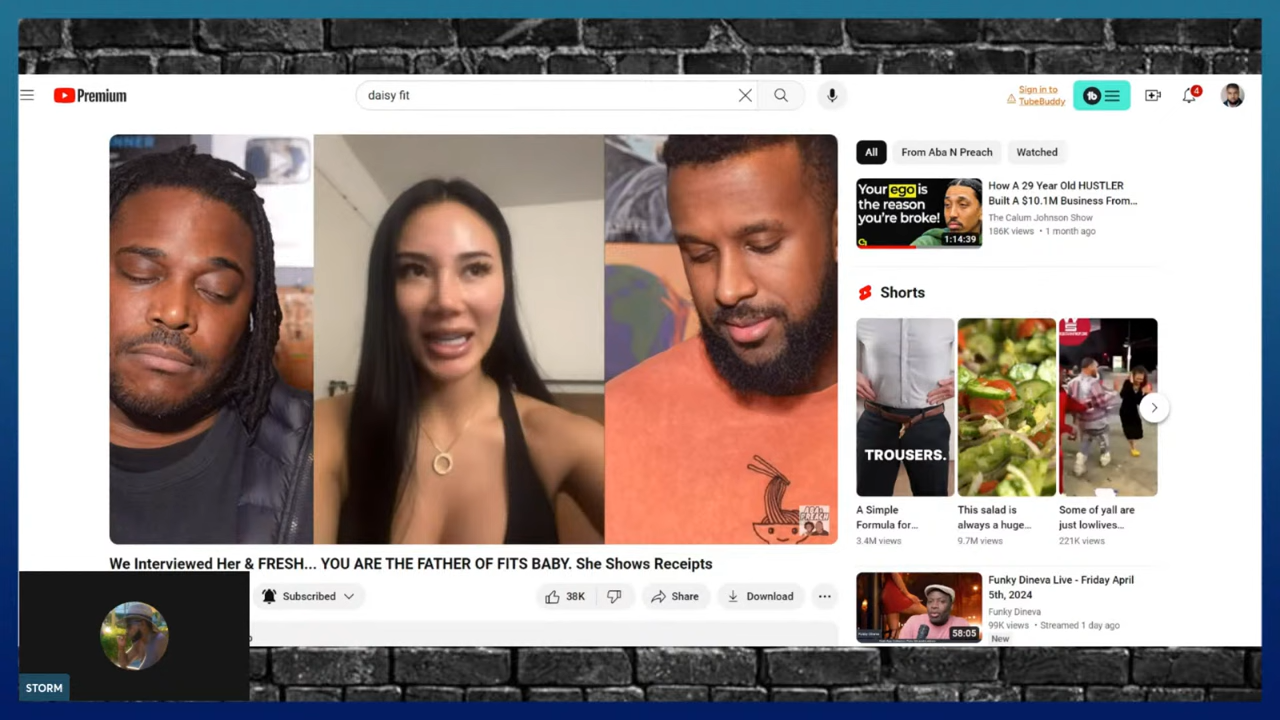 Premium
daisy fit
Sign in to
TubeBuddy
tb
4
NNER
ABA&
PREACH
We Interviewed Her & FRESH... YOU ARE THE FATHER OF FITS BABY. She Shows Receipts
Subscribed
38K
Share
Download
All
From Aba N Preach
Watched
Your ego is
the reason
you're broke!
1:14:39
How A 29 Year Old HUSTLER
Built A $10.1M Business From...
The Calum Johnson Show
186K views • 1 month ago
Shorts
TROUSERS.
A Simple
Formula for...
3.4M views
This salad is
always a huge...
9.7M views
Some of yall are
just lowlives...
221K views
58:05
Funky Dineva Live - Friday April
5th, 2024
Funky Dineva
99K views • Streamed 1 day ago
New
STORM